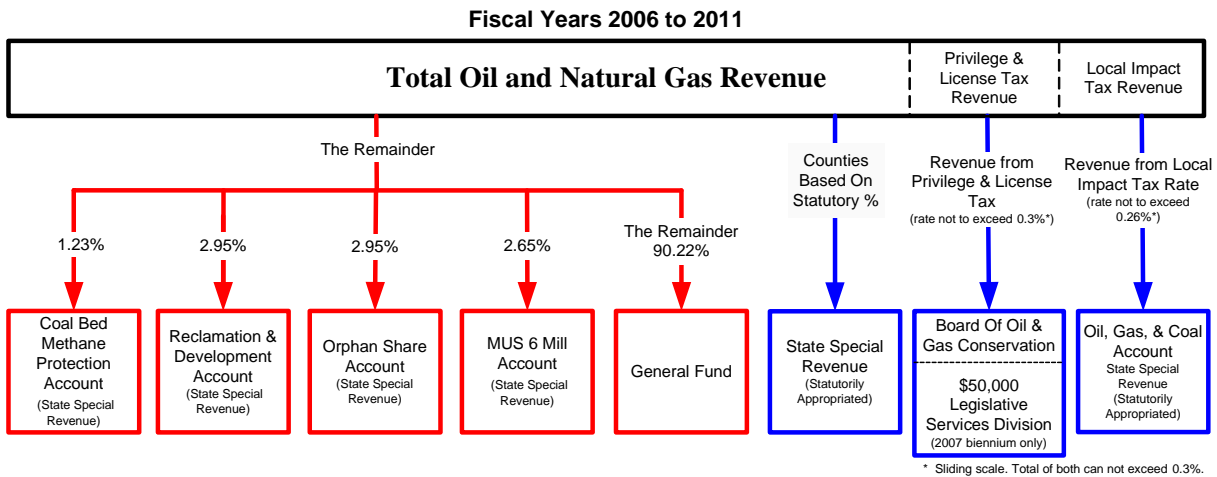 Fiscal Years 2006 to 2011
Total Oil and Natural Gas Revenue
Privilege &
License Tax
Revenue
Local Impact
Tax Revenue
The Remainder
Counties
Based On
Statutory %
Revenue from
Privilege & License
Tax
(rate not to exceed 0.3%*)
Revenue from Local
Impact Tax Rate
(rate not to exceed
0.26%*)
1.23%
2.95%
2.95%
2.65%
The Remainder
90.22%
Coal Bed
Methane
Protection
Account
(State Special
Revenue)
Reclamation &
Development
Account
(State Special
Revenue)
Orphan Share
Account
(State Special
Revenue)
MUS 6 Mill
Account
(State Special
Revenue)
General Fund
State Special
Revenue
(Statutorily
Appropriated)
Board Of Oil &
Gas Conservation
$50,000
Legislative
Services Division
(2007 biennium only)
Oil, Gas, & Coal
Account
State Special
Revenue
(Statutorily
Appropriated)
* Sliding scale. Total of both can not exceed 0.3%.